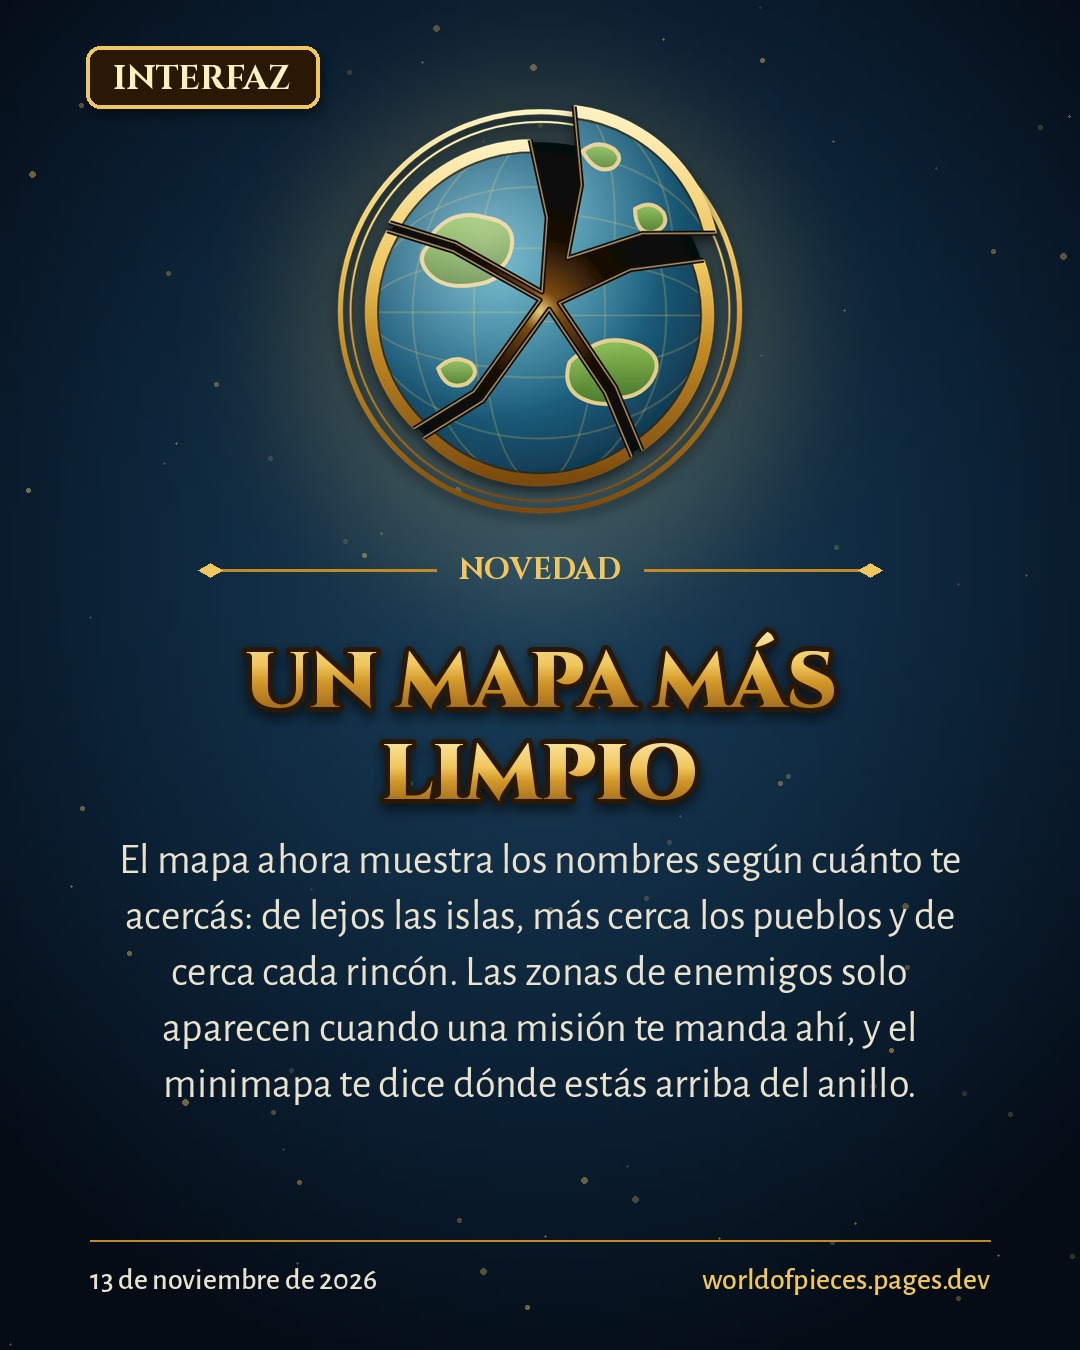 INTERFAZ
NOVEDAD
UN MAPA MÁS
LIMPIO
El mapa ahora muestra los nombres según cuánto te
acercás: de lejos las islas, más cerca los pueblos y de
cerca cada rincón. Las zonas de enemigos solo
aparecen cuando una misión te manda ahí, y el
minimapa te dice dónde estás arriba del anillo.
13 de noviembre de 2026
worldofpieces.pages.dev